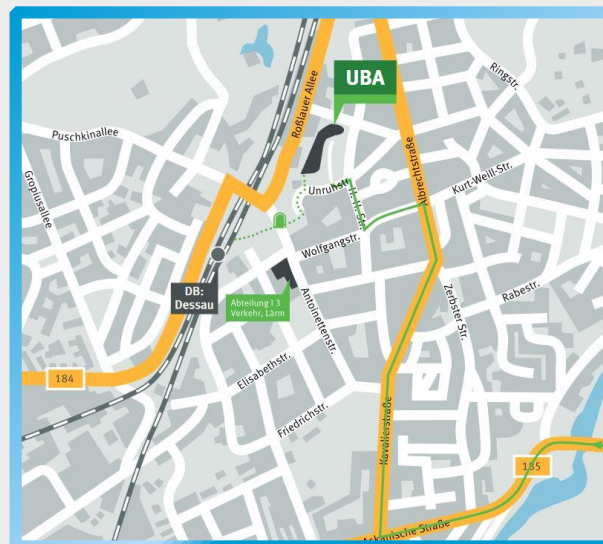 UBA
Ringstr.
Roßlauer Allee
Puschkinallee
Gropiusallee
Albrechtstraße
Kurt-Weill-Str.
Unruhstr.
H.-H.-Str.
Wolfgangstr.
DB:
Dessau
Abteilung I 3
Verkehr, Lärm
Antoinettenstr.
Zerbster Str.
Rabestr.
Elisabethstr.
184
Friedrichstr.
Kavalierstraße
185
Askanische Straße